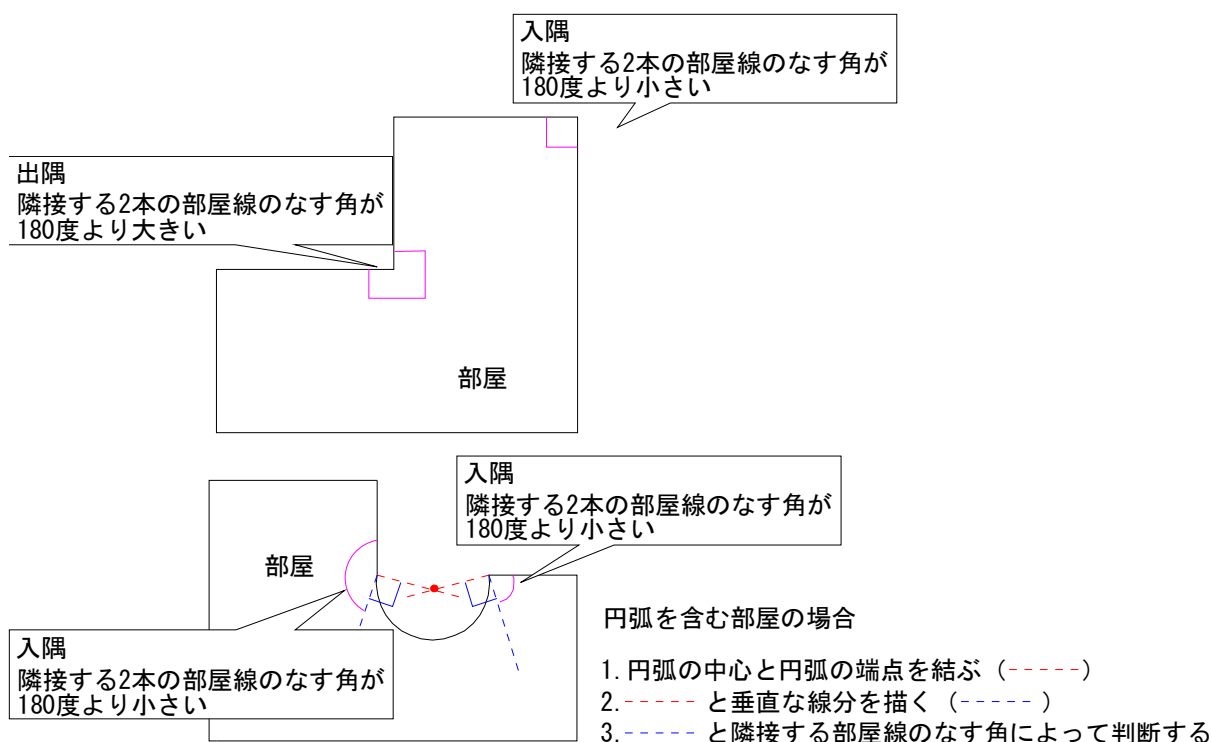 入隅
隣接する2本の部屋線のなす角が
180度より小さい
出隅
隣接する2本の部屋線のなす角が
180度より大きい
部屋
入隅
隣接する2本の部屋線のなす角が
180度より小さい
部屋
入隅
隣接する2本の部屋線のなす角が
180度より小さい
円弧を含む部屋の場合
1.円弧の中心と円弧の端点を結ぶ（-----）
2.----- と垂直な線分を描く（-----）
3.----- と隣接する部屋線のなす角によって判断する